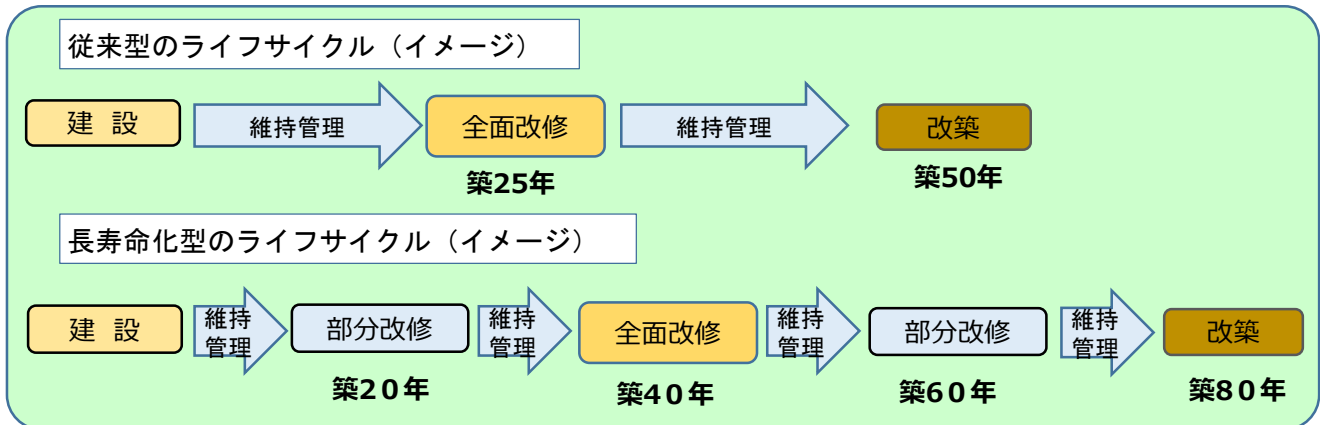 従来型のライフサイクル（イメージ）
建 設
維持管理
全面改修
維持管理
改築
築25年
築50年
長寿命化型のライフサイクル（イメージ）
建 設
維持
管理
部分改修
維持
管理
全面改修
維持
管理
部分改修
維持
管理
改築
築２０年
築４０年
築６０年
築８０年